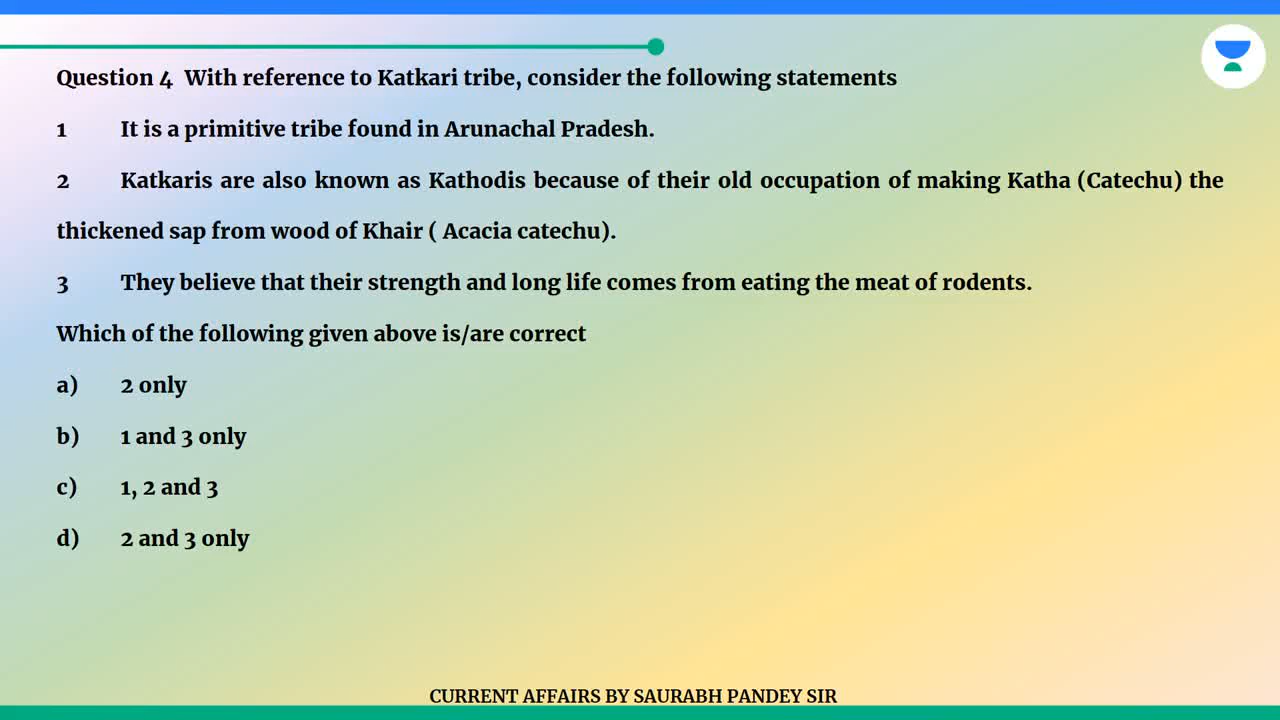 Question 4 With reference to Katkari tribe, consider the following statements
1 It is a primitive tribe found in Arunachal Pradesh.
2 Katkaris are also known as Kathodis because of their old occupation of making Katha (Catechu) the
thickened sap from wood of Khair ( Acacia catechu).
3 They believe that their strength and long life comes from eating the meat of rodents.
Which of the following given above is/are correct
a) 2 only
b) 1 and 3 only
c) 1, 2 and 3
d) 2 and 3 only
CURRENT AFFAIRS BY SAURABH PANDEY SIR